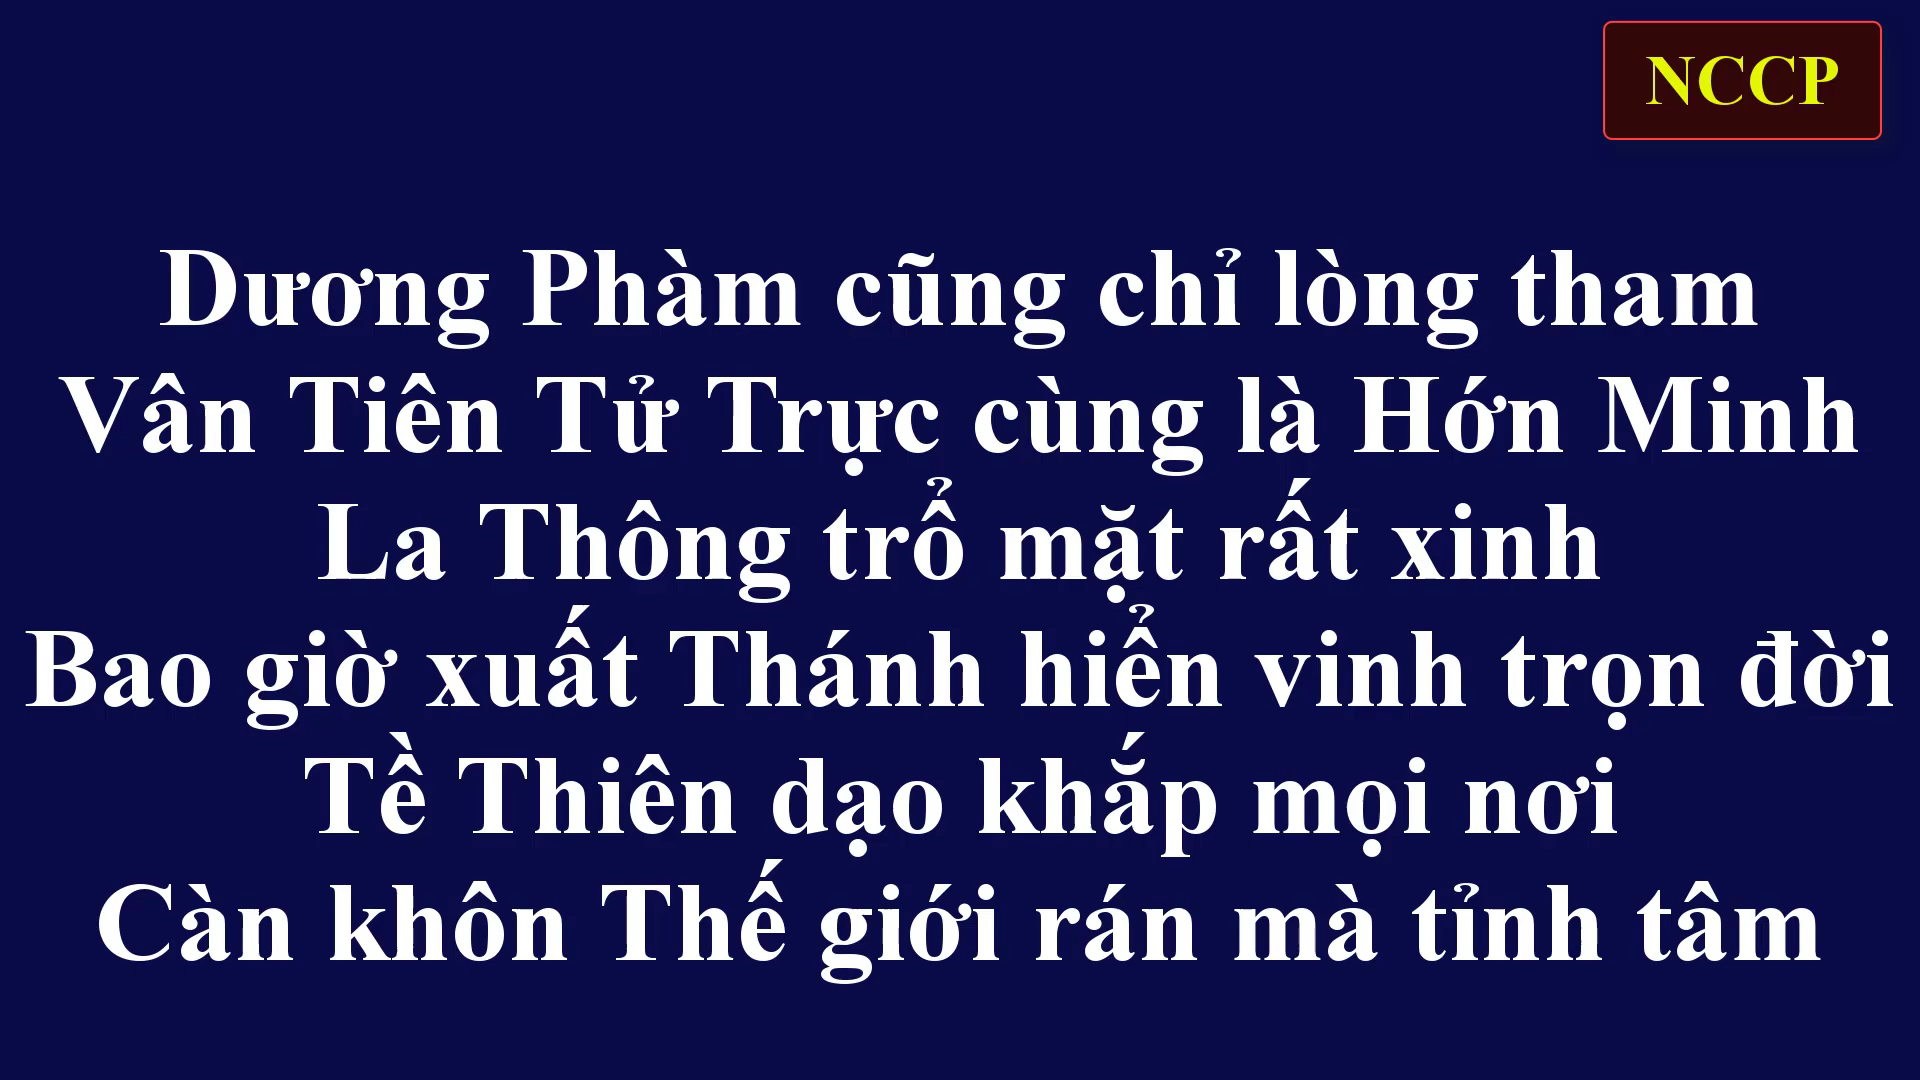 NCCP
Dương Phàm cũng chỉ lòng tham
Vân Tiên Tử Trực cùng là Hớn Minh
La Thông trổ mặt rất xinh
Bao giờ xuất Thánh hiển vinh trọn đời
Tề Thiên dạo khắp mọi nơi
Càn khôn Thế giới rán mà tỉnh tâm